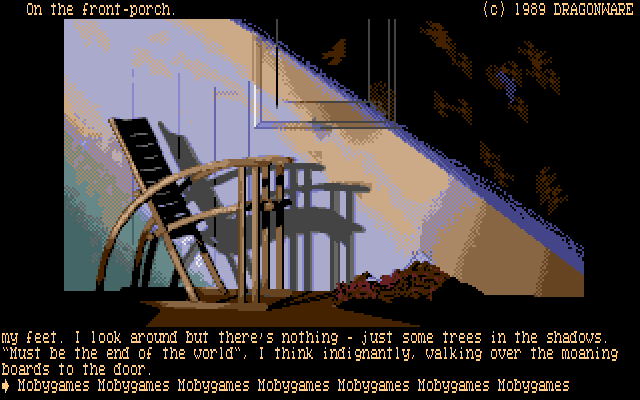 On the front-porch.
(c) 1989 DRAGONWARE
my feet. I look around but there's nothing - just some trees in the shadows.
"Must be the end of the world", I think indignantly, walking over the moaning
boards to the door.
Mobygames Mobygames Mobygames Mobygames Mobygames Mobygames Mobygames